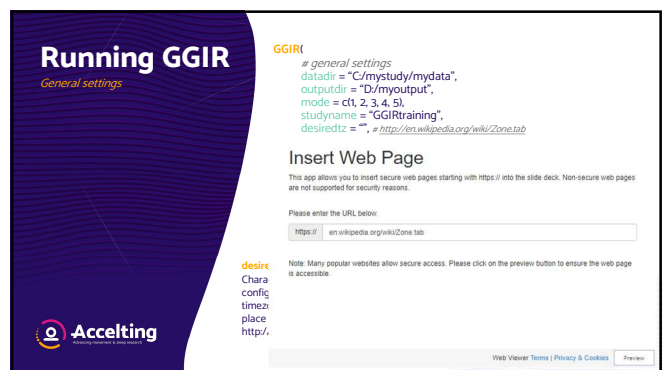 Running GGIR
General settings
GGIR(
# general settings
datadir = “C:/mystudy/mydata”,
outputdir = “D:/myoutput”,
mode = c(1, 2, 3, 4, 5),
studyname = “GGIRtraining”,
desiredtz = “”, # http://en.wikipedia.org/wiki/Zone.tab
Insert Web Page
This app allows you to insert secure web pages starting with https:// into the slide deck. Non-secure web pages
are not supported for security reasons.
Please enter the URL below.
https:// en.wikipedia.org/wiki/Zone.tab
Note: Many popular websites allow secure access. Please click on the preview button to ensure the web page
is accessible.
desire
Chara
config
timezo
place
http:/
Accelting
Advancing movement & sleep research
Web Viewer Terms | Privacy & Cookies Preview